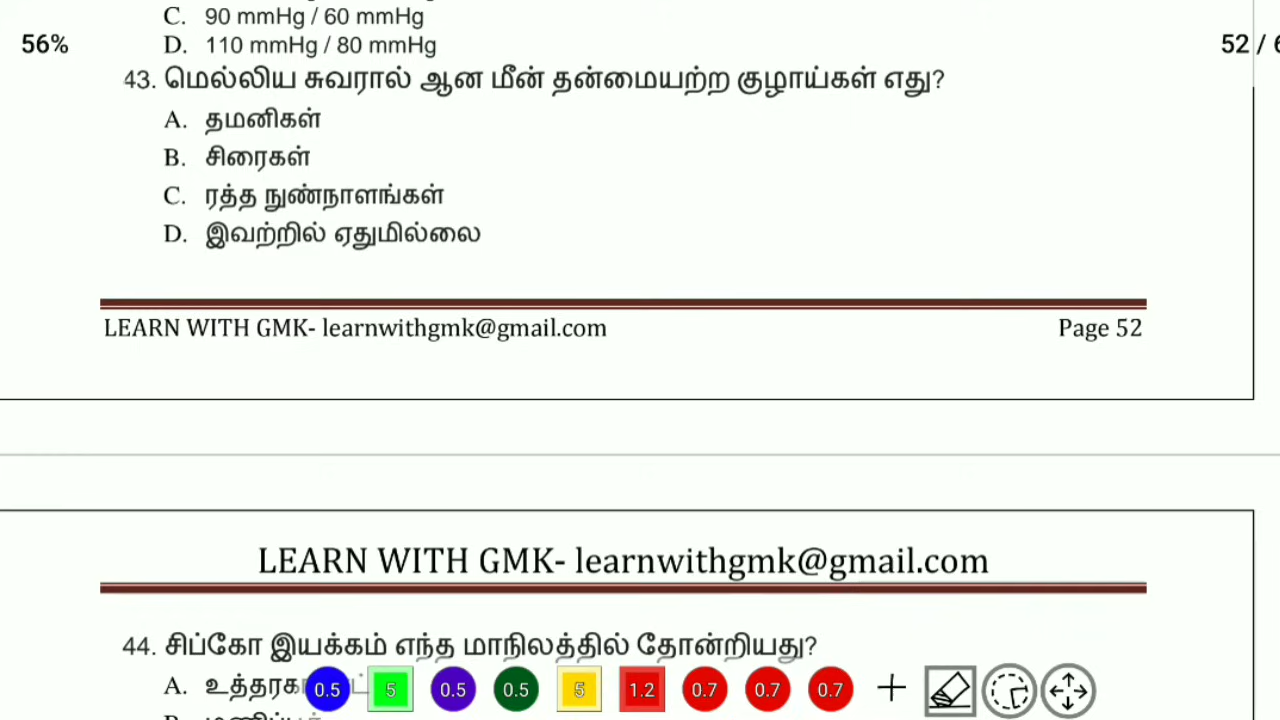 C. 90 mmHg / 60 mmHg
56%
D. 110 mmHg / 80 mmHg
52 / 6
43. மெல்லிய சுவரால் ஆன மீன் தன்மையற்ற குழாய்கள் எது?
A. தமனிகள்
B. சிரைகள்
C. ரத்த நுண்நாளங்கள்
D. இவற்றில் ஏதுமில்லை
LEARN WITH GMK- learnwithgmk@gmail.com Page 52
LEARN WITH GMK- learnwithgmk@gmail.com
44. சிப்கோ இயக்கம் எந்த மாநிலத்தில் தோன்றியது?
A.
0.5 5 0.5 0.5 5 1.2 0.7 0.7 0.7